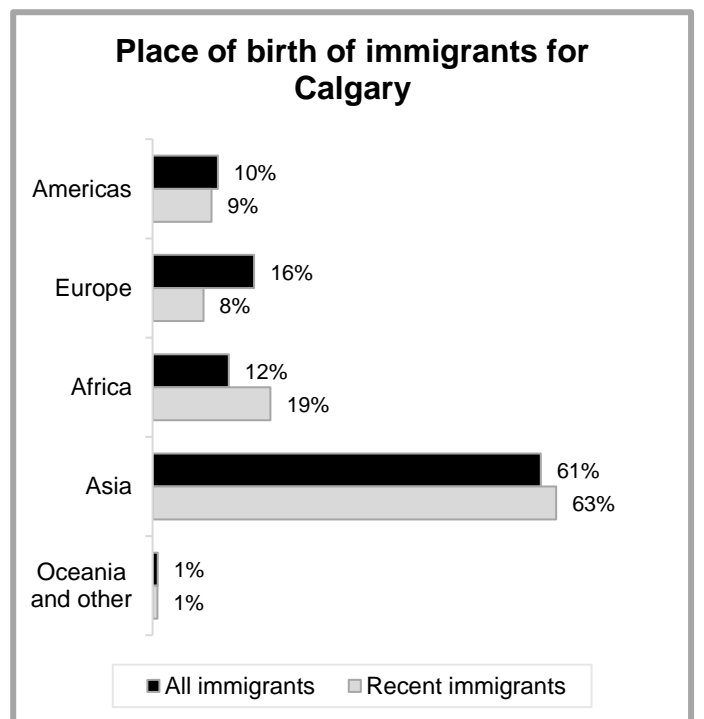 Place of birth of immigrants for
Calgary
Americas
10%
9%
Europe
16%
8%
Africa
12%
19%
Asia
61%
63%
Oceania
and other
1%
1%
All immigrants
Recent immigrants